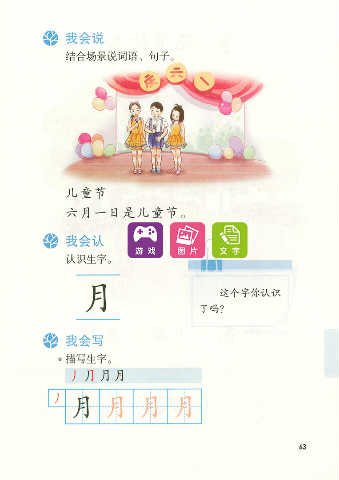 我会说
结合场景说词语、句子。
庆六一
儿童节
六月一日是儿童节。
我会认
游戏
图片
文字
认识生字。
月
这个字你认识
了吗?
我会写
描写生字。
丿 ⺆ 月 月
丿 月 月 月 月
63